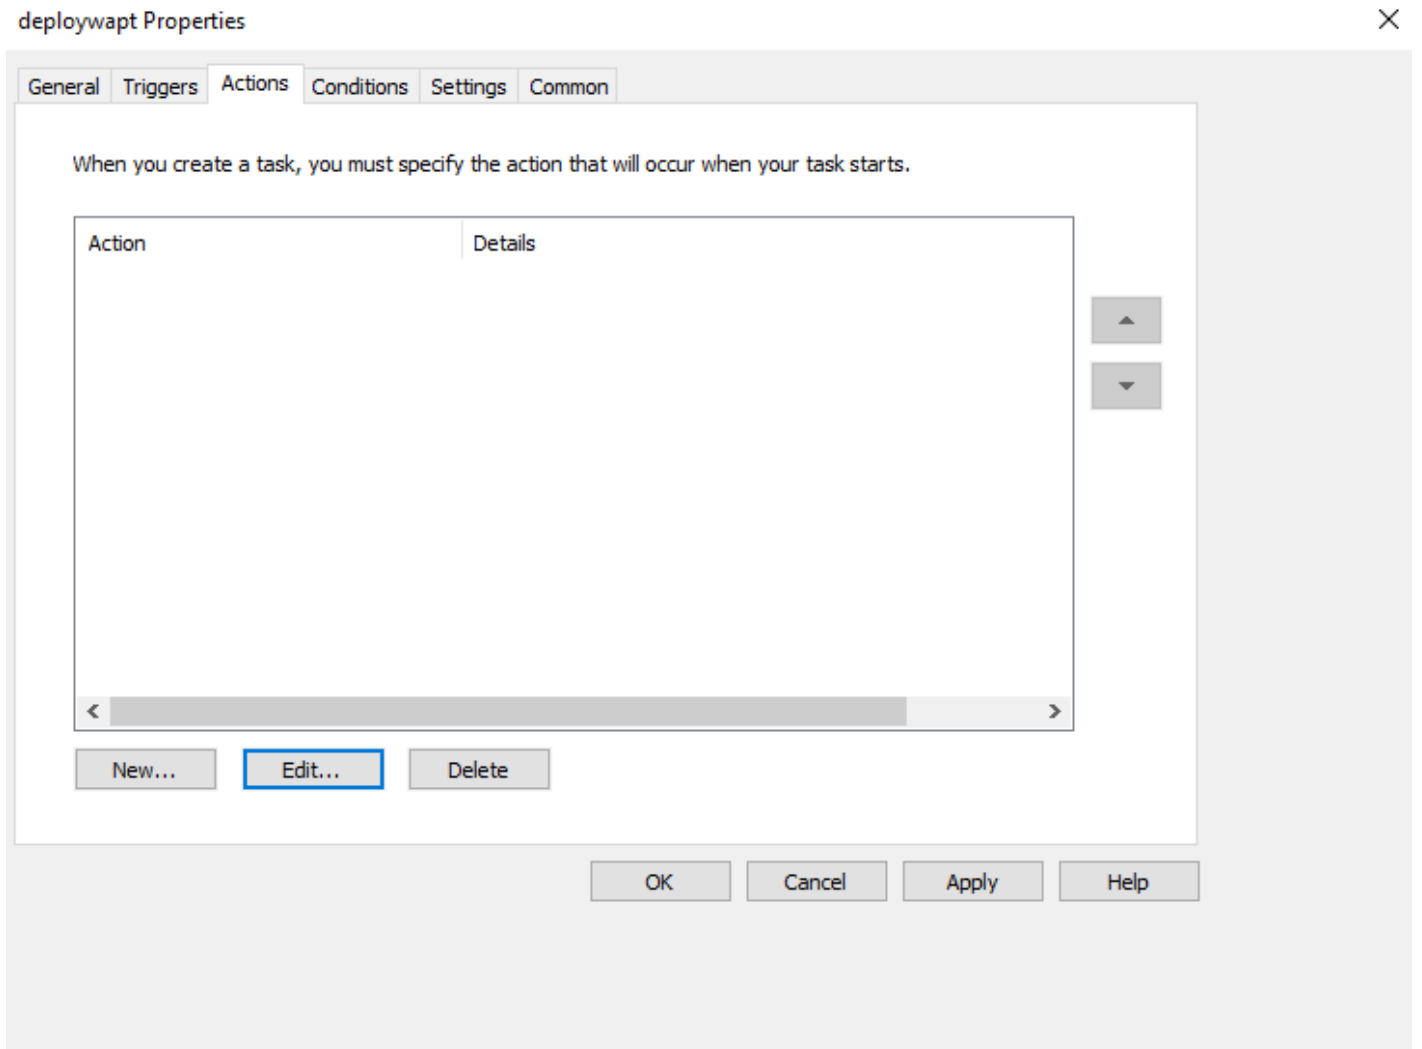 deploywapt Properties
General Triggers Actions Conditions Settings Common
When you create a task, you must specify the action that will occur when your task starts.
Action Details
New... Edit... Delete
OK Cancel Apply Help